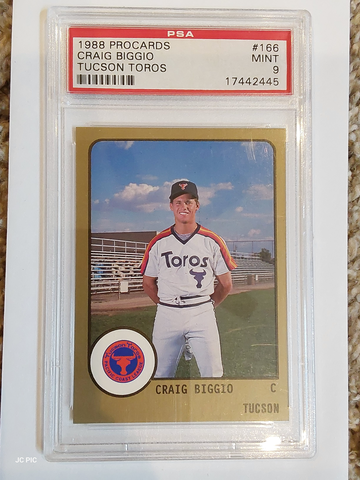 PSA
1988 PROCARDS #166
CRAIG BIGGIO MINT
TUCSON TOROS 9
17442445
Toros
CRAIG BIGGIO C
TUCSON
JC PIC